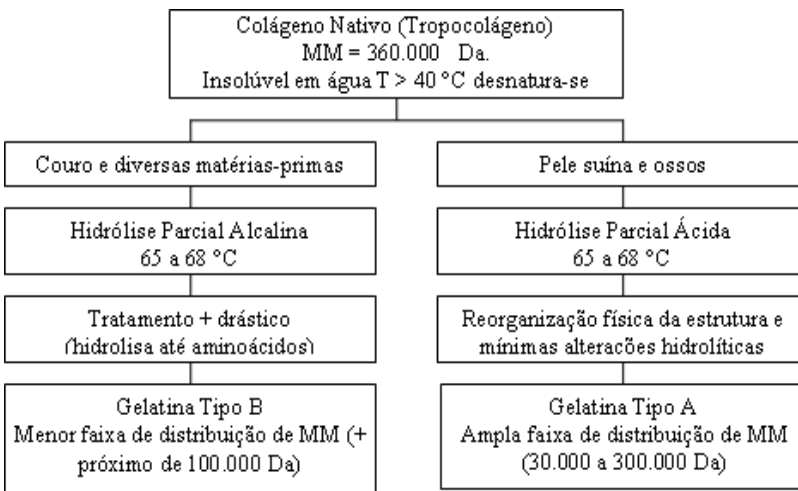 Colágeno Nativo (Tropocolágeno)
MM = 360.000 Da.
Insolúvel em água T > 40 °C desnatura-se
Couro e diversas matérias-primas
Hidrólise Parcial Alcalina
65 a 68 °C
Tratamento + drástico
(hidrolisa até aminoácidos)
Gelatina Tipo B
Menor faixa de distribuição de MM (+
próximo de 100.000 Da)
Pele suína e ossos
Hidrólise Parcial Ácida
65 a 68 °C
Reorganização física da estrutura e
mínimas alterações hidrolíticas
Gelatina Tipo A
Ampla faixa de distribuição de MM
(30.000 a 300.000 Da)